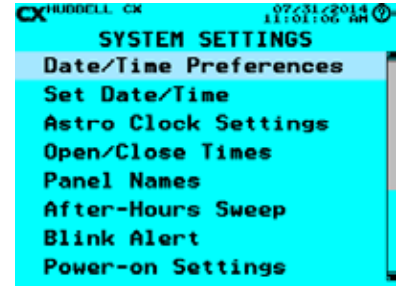 CX HUBBELL CX 07/31/2014
11:01:06 AM ?
SYSTEM SETTINGS
Date/Time Preferences
Set Date/Time
Astro Clock Settings
Open/Close Times
Panel Names
After-Hours Sweep
Blink Alert
Power-on Settings